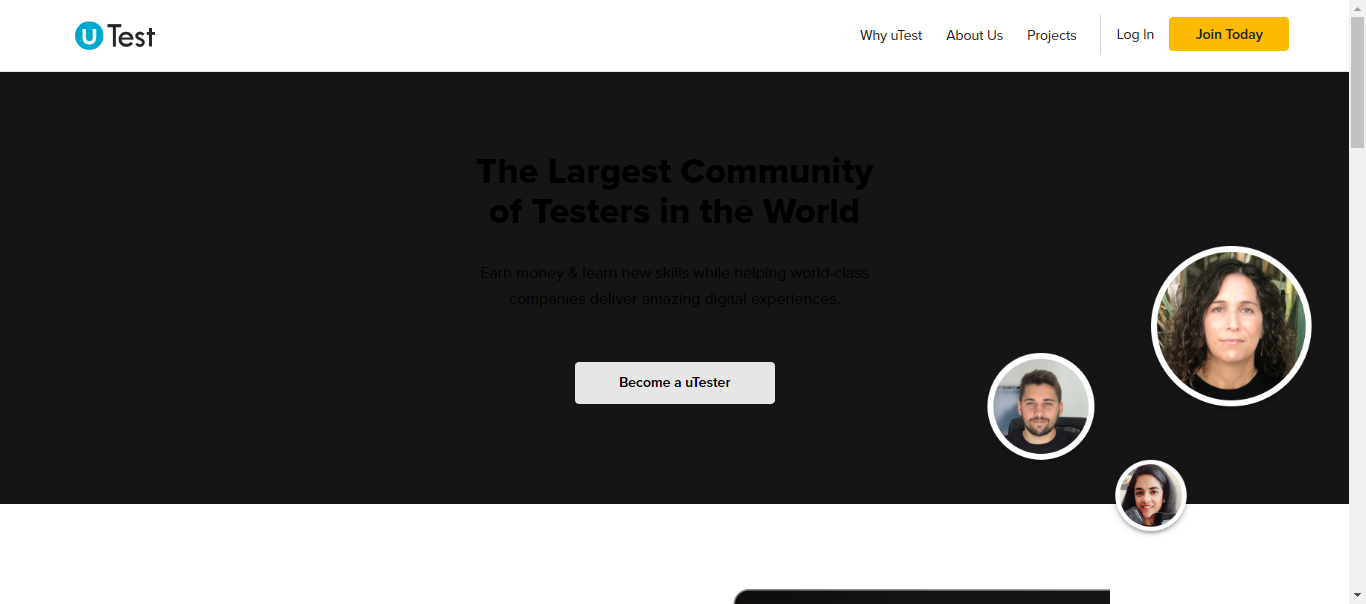 uTest
Why uTest
About Us
Projects
Log In
Join Today
The Largest Community
of Testers in the World
Earn money & learn new skills while helping world-class
companies deliver amazing digital experiences.
Become a uTester